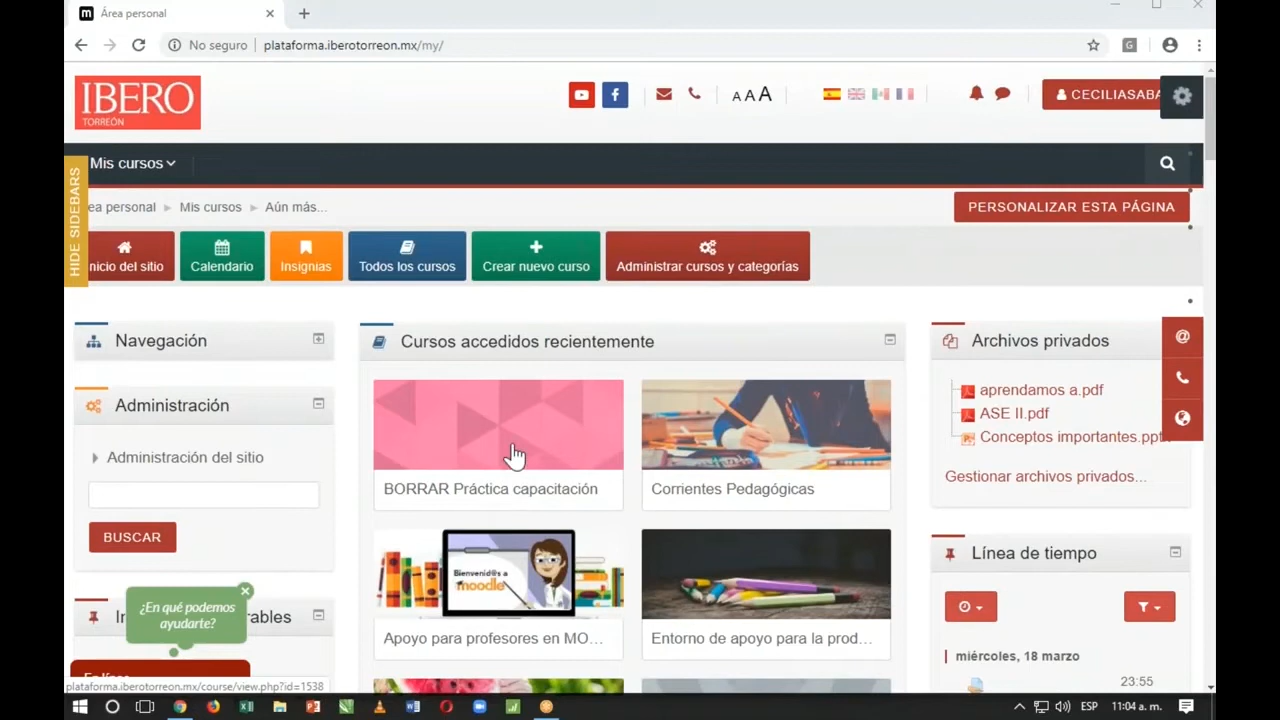 Área personal
No seguro
plataforma.iberotorreon.mx/my/
IBERO
TORREÓN
A A A
CECILIASABA
Mis cursos
HIDE SIDEBARS
ea personal
Mis cursos
Aún más...
PERSONALIZAR ESTA PÁGINA
nicio del sitio
Calendario
Insignias
Todos los cursos
Crear nuevo curso
Administrar cursos y categorías
Navegación
Cursos accedidos recientemente
Archivos privados
aprendamos a.pdf
ASE II.pdf
Conceptos importantes.ppt
Gestionar archivos privados...
Administración
Administración del sitio
BUSCAR
BORRAR Práctica capacitación
Corrientes Pedagógicas
Bienvenid@s a
moodle
Apoyo para profesores en MO...
Entorno de apoyo para la prod...
Línea de tiempo
miércoles, 18 marzo
23:55
¿En qué podemos
ayudarte?
rables
plataforma.iberotorreon.mx/course/view.php?id=1538
ESP
11:04 a. m.